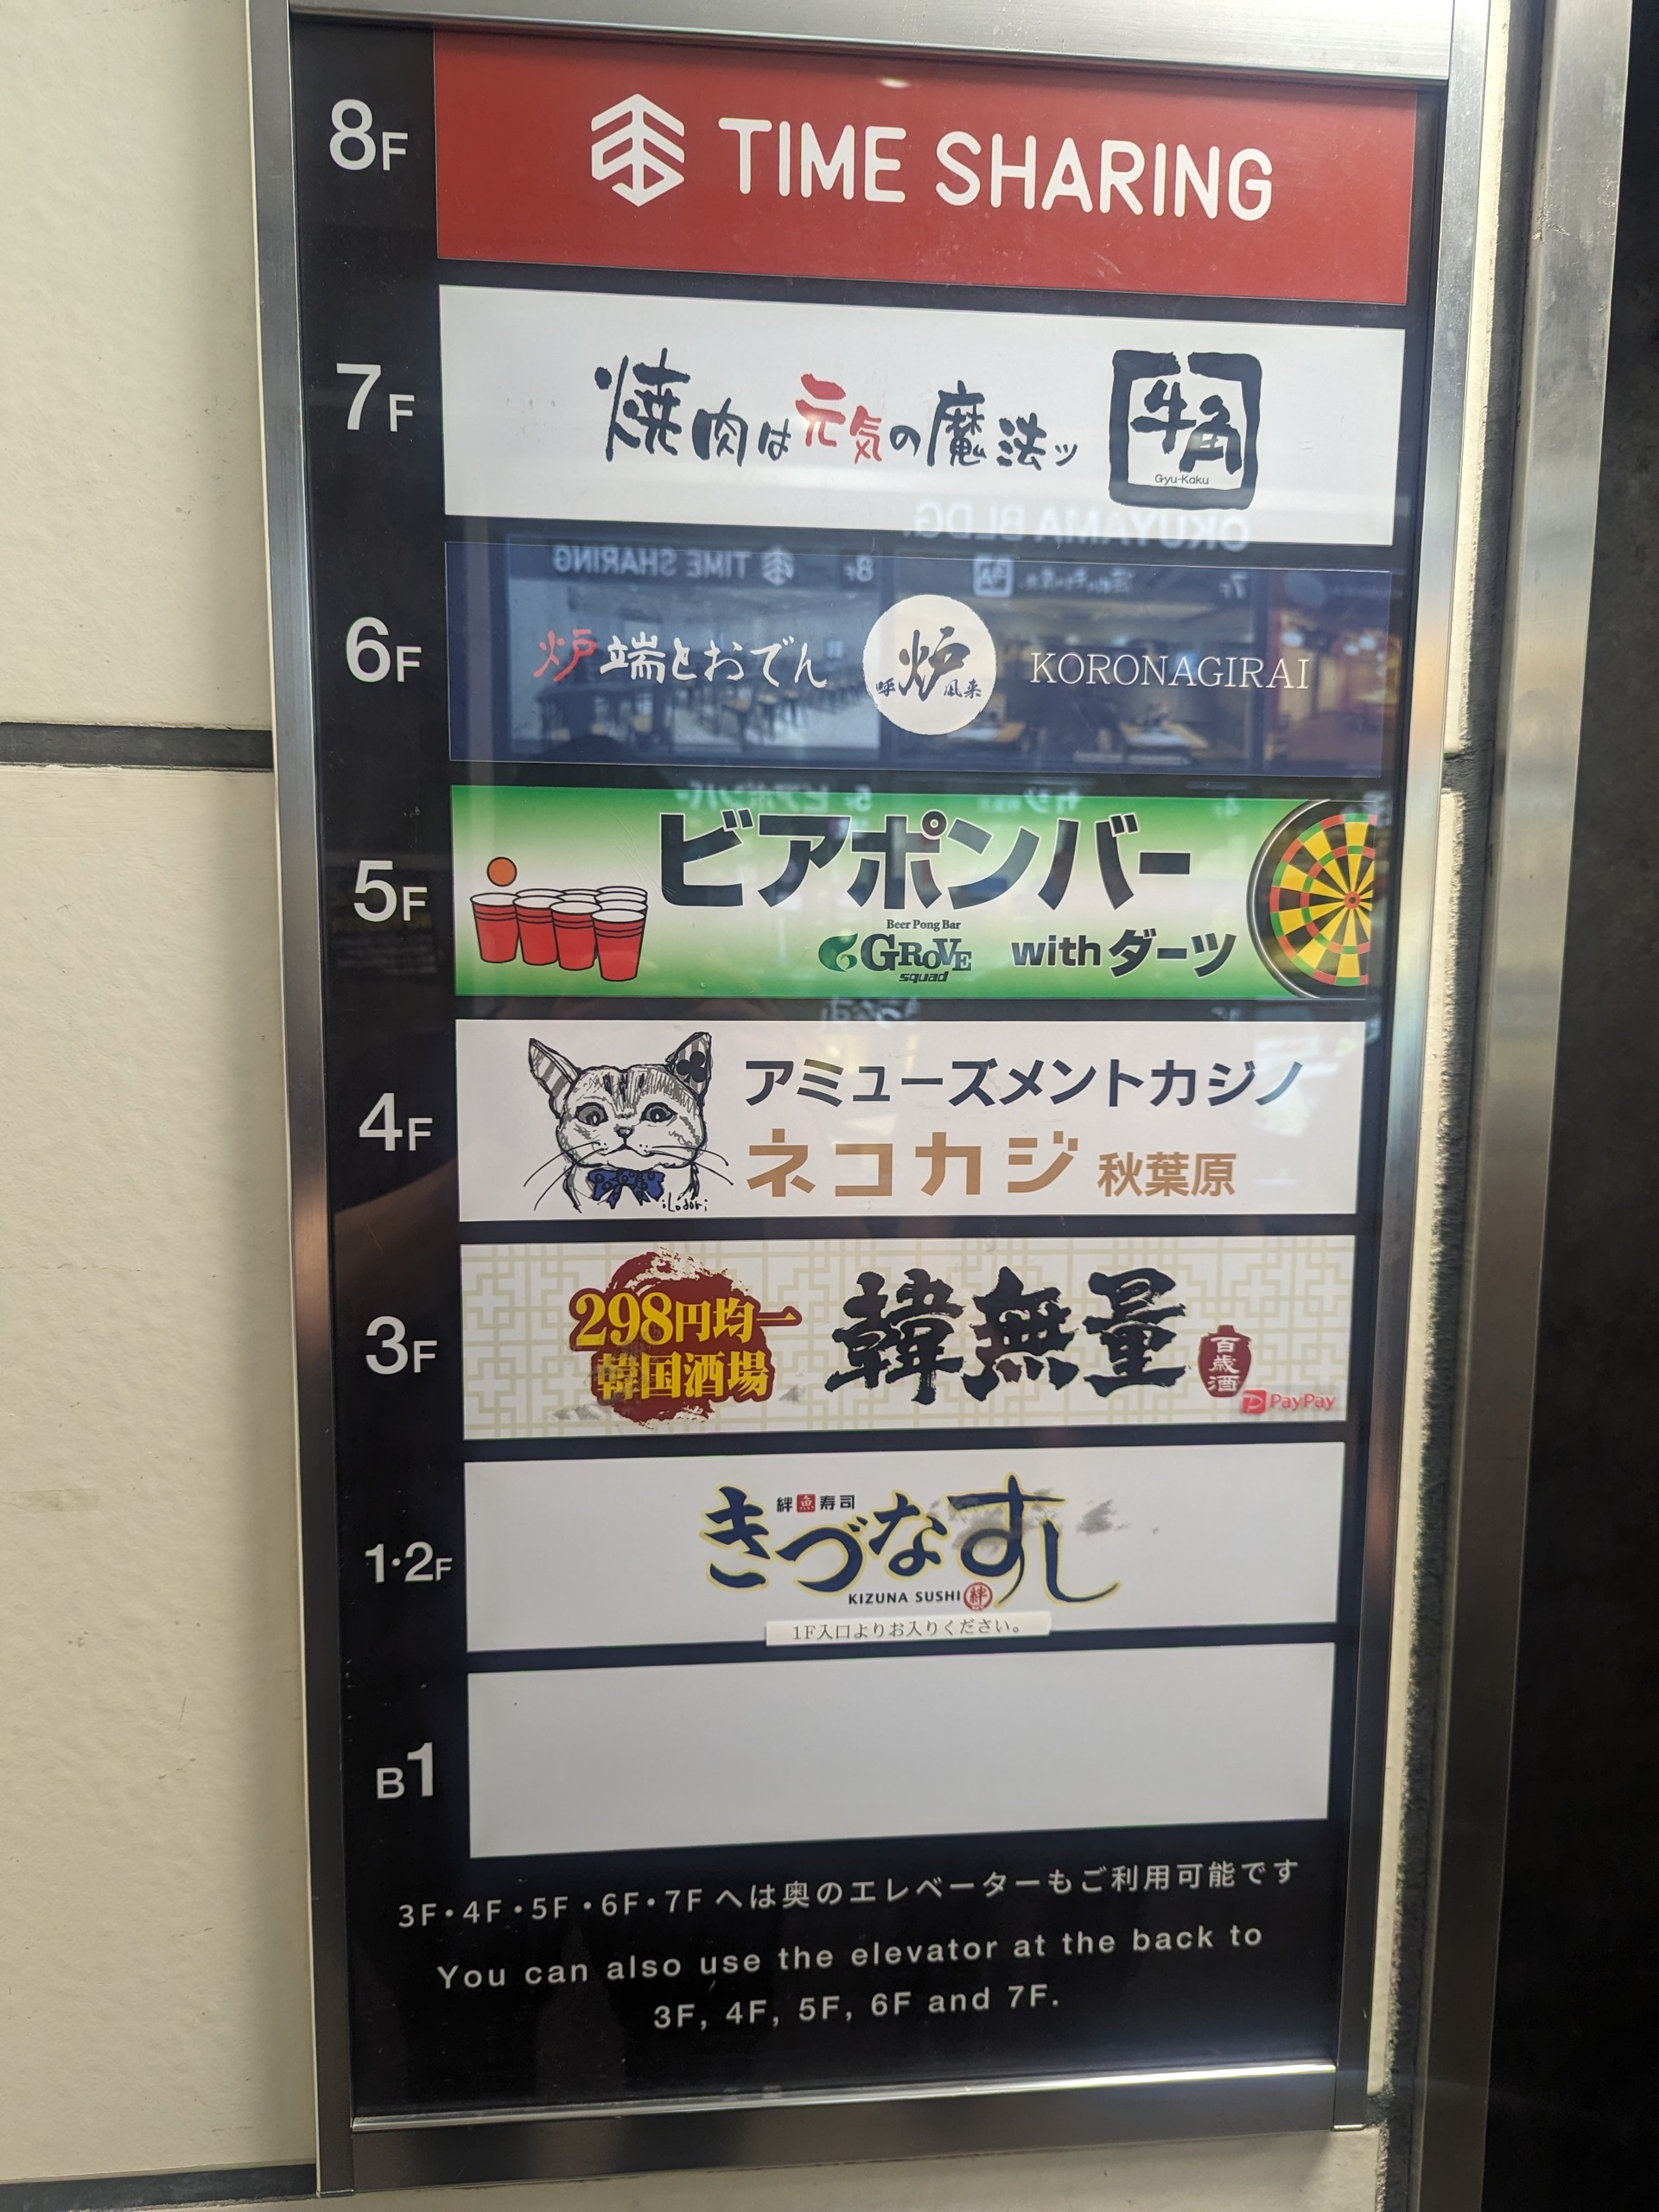 8F
TIME SHARING
7F
焼肉は元気の魔法ッ
牛角
Gyu-Kaku
OKUYAMA BLDG.
TIME SHARING
8F
7F
6F
炉端とおでん
呼炉凪来
KORONAGIRAI
5F
ビアポンバー
Beer Pong Bar
GROVE
squad
withダーツ
4F
アミューズメントカジノ
ネコカジ 秋葉原
3F
298円均一
韓国酒場
韓無量
百歳酒
PayPay
1・2F
絆魚寿司
きづなすし
KIZUNA SUSHI 絆
1F入口よりお入りください。
B1
3F・4F・5F・6F・7Fへは奥のエレベーターもご利用可能です
You can also use the elevator at the back to
3F, 4F, 5F, 6F and 7F.